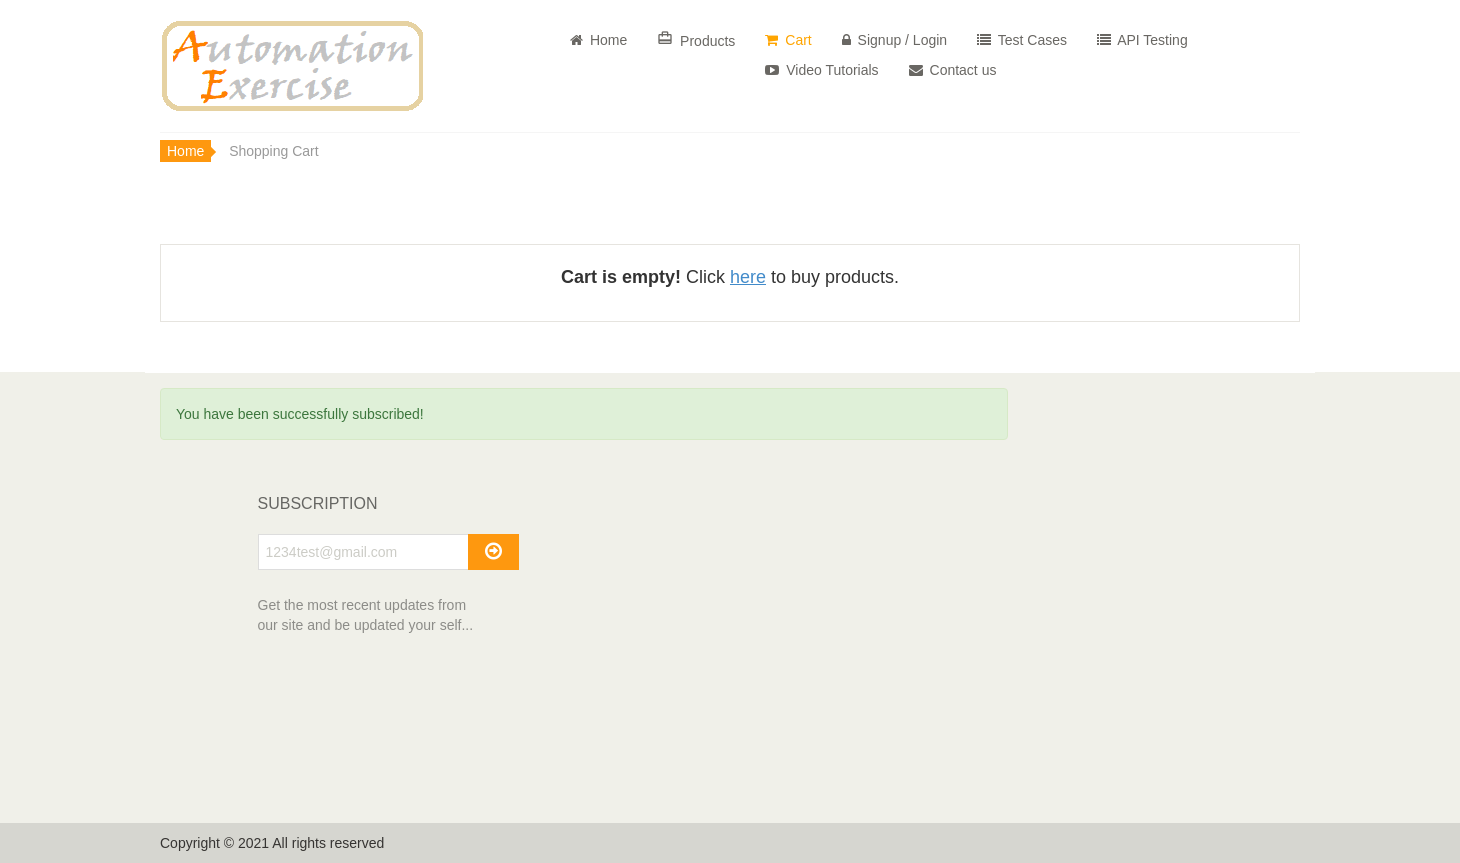 Automation
Exercise
Home
Products
Cart
Signup / Login
Test Cases
API Testing
Video Tutorials
Contact us
Home
Shopping Cart
Cart is empty! Click here to buy products.
You have been successfully subscribed!
SUBSCRIPTION
1234test@gmail.com
Get the most recent updates from
our site and be updated your self...
Copyright © 2021 All rights reserved